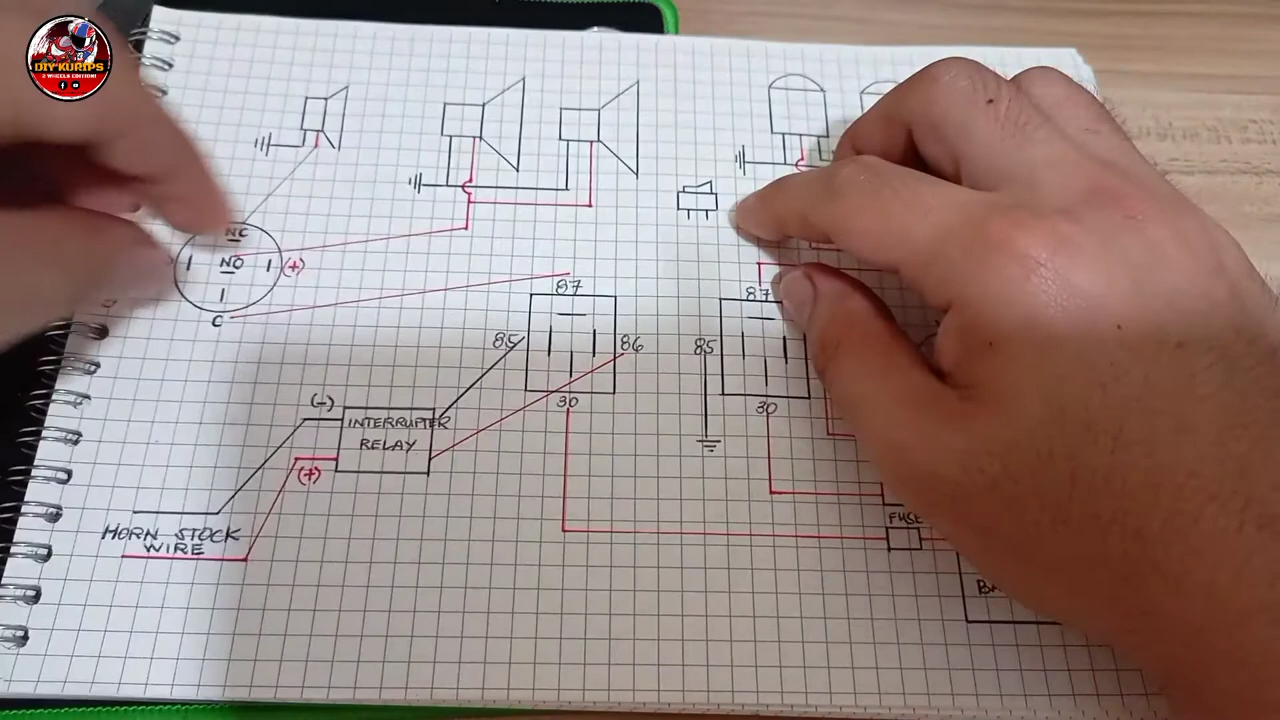 DIY KURIPS
2 WHEELS EDITION!
NC
NO
(+)
C
87
85
86
30
87
85
30
(-)
INTERRUPTER
RELAY
(+)
HORN STOCK
WIRE
FUSE